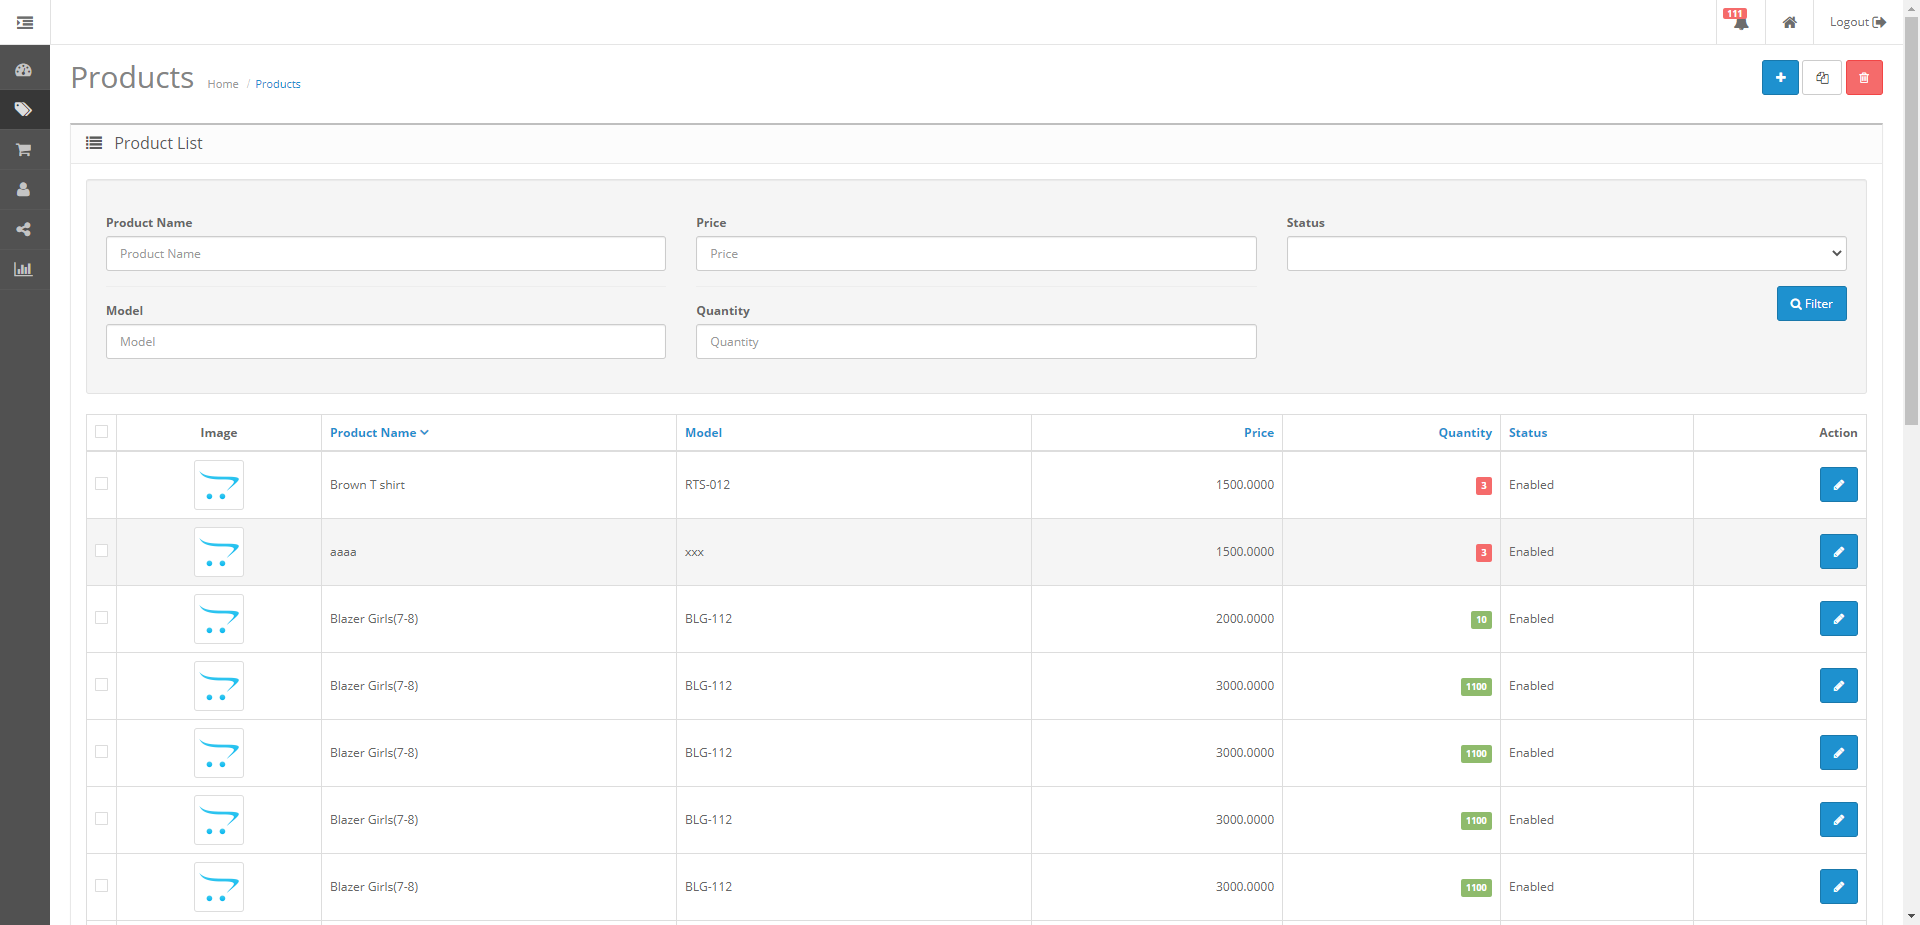 111
Logout
Products Home / Products
Product List
Product Name Price Status
Product Name Price
Filter
Model Quantity
Model Quantity
Image Product Name Model Price Quantity Status Action
Brown T shirt RTS-012 1500.0000 3 Enabled
aaaa xxx 1500.0000 3 Enabled
Blazer Girls(7-8) BLG-112 2000.0000 10 Enabled
Blazer Girls(7-8) BLG-112 3000.0000 1100 Enabled
Blazer Girls(7-8) BLG-112 3000.0000 1100 Enabled
Blazer Girls(7-8) BLG-112 3000.0000 1100 Enabled
Blazer Girls(7-8) BLG-112 3000.0000 1100 Enabled